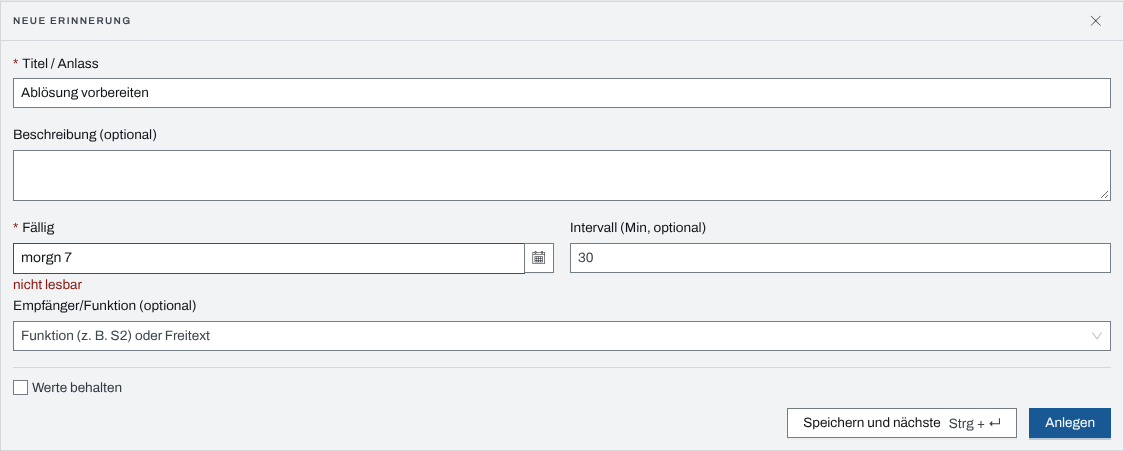 NEUE ERINNERUNG
* Titel / Anlass
Ablösung vorbereiten
Beschreibung (optional)
* Fällig
Intervall (Min, optional)
morgn 7
30
nicht lesbar
Empfänger/Funktion (optional)
Funktion (z. B. S2) oder Freitext
Werte behalten
Speichern und nächste Strg + ↵
Anlegen